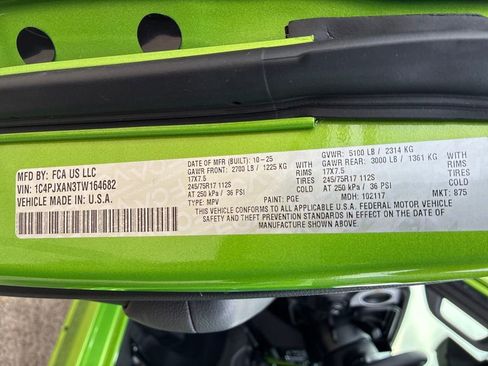 MFD BY: FCA US LLC
VIN: 1C4PJXAN3TW164682
VEHICLE MADE IN: U.S.A.
DATE OF MFR (BUILT): 10-25
GAWR FRONT: 2700 LB / 1225 KG
17X7.5
245/75R17 112S
AT 250 kPa / 36 PSI
TYPE: MPV
WITH
TIRES
RIMS
AT
PAINT: PGE
GVWR: 5100 LB / 2314 KG
GAWR REAR: 3000 LB / 1361 KG
17X7.5
245/75R17 112S
AT 250 kPa / 36 PSI
MDH: 102117
WITH
TIRES
RIMS
AT
MKT: 875
THIS VEHICLE CONFORMS TO ALL APPLICABLE U.S.A. FEDERAL MOTOR VEHICLE
SAFETY AND THEFT PREVENTION STANDARDS IN EFFECT ON THE DATE OF
MANUFACTURE SHOWN ABOVE.